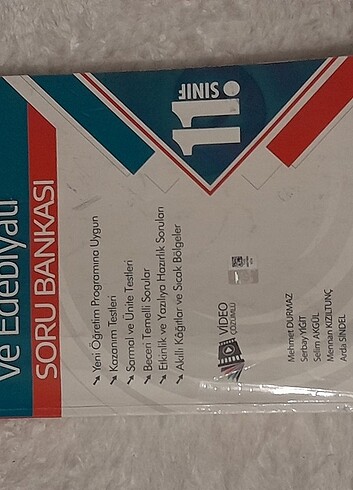 11. SINIF
ve Edebiyatı
SORU BANKASI
Yeni Öğretim Programına Uygun
Kazanım Testleri
Sarmal ve Ünite Testleri
Beceri Temelli Sorular
Etkinlik ve Yazılıya Hazırlık Soruları
Akıllı Kâğıtlar ve Sıcak Bölgeler
VİDEO
ÇÖZÜMLÜ
Mehmet DURMAZ
Serbay YİĞİT
Selim AKGÜL
Mennan KIZILTUNÇ
Arda SİNDEL